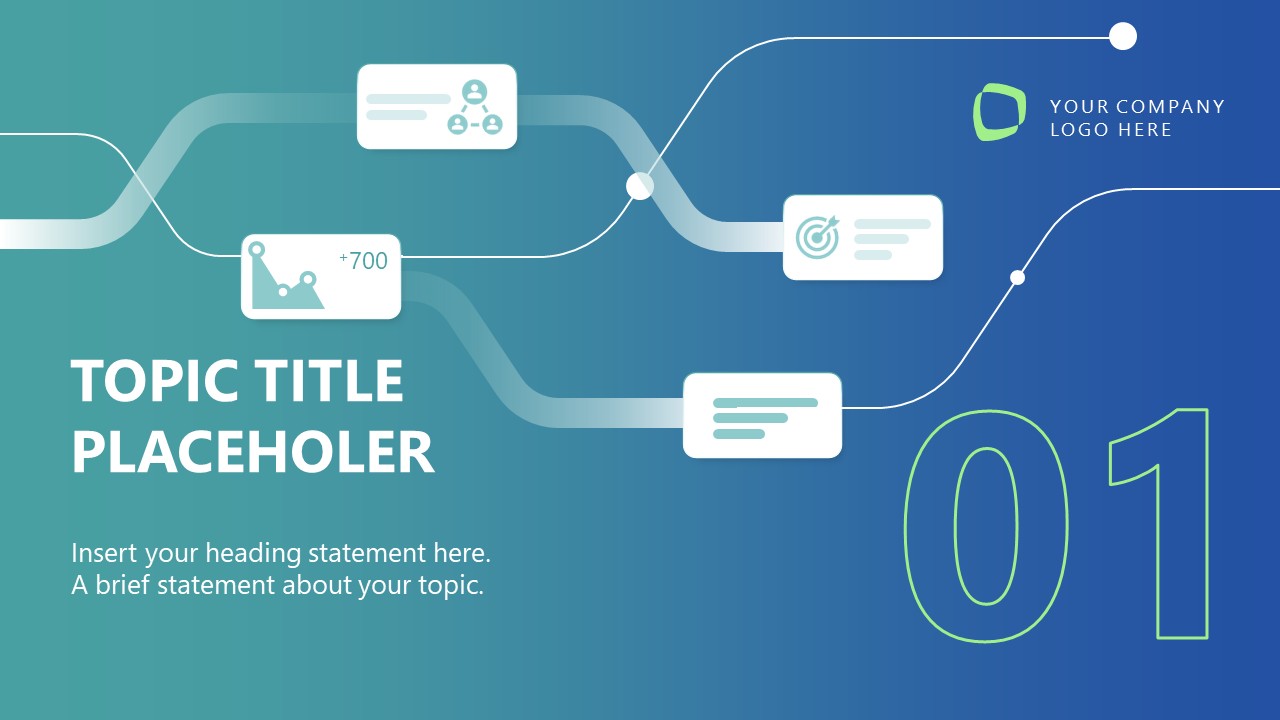 YOUR COMPANY
LOGO HERE
+700
TOPIC TITLE
PLACEHOLER
Insert your heading statement here.
A brief statement about your topic.
01